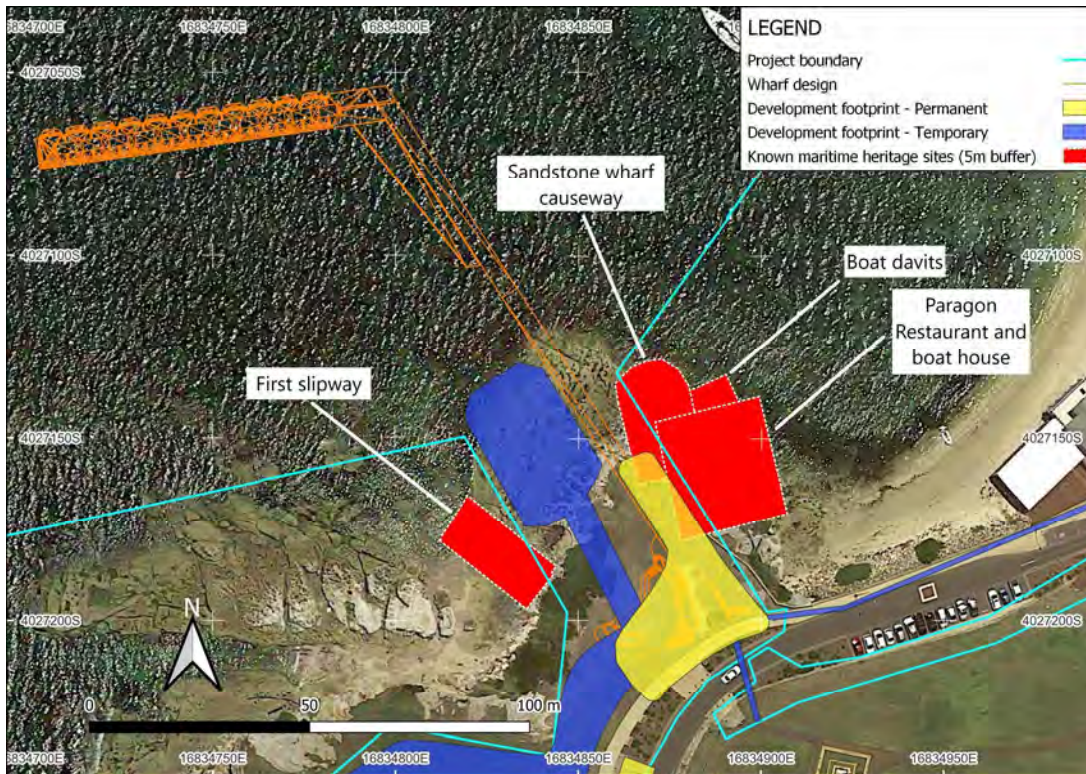 834700E 16834750E 16834800E 16834850E
4027050S
LEGEND
Project boundary
Wharf design
Development footprint - Permanent
Development footprint - Temporary
Known maritime heritage sites (5m buffer)
Sandstone wharf
causeway
4027100S 4027100S
Boat davits
Paragon
Restaurant and
boat house
First slipway
4027150S 4027150S
4027200S 4027200S
N
0 50 100 m
834700E 16834750E 16834800E 16834850E 16834900E 16834950E